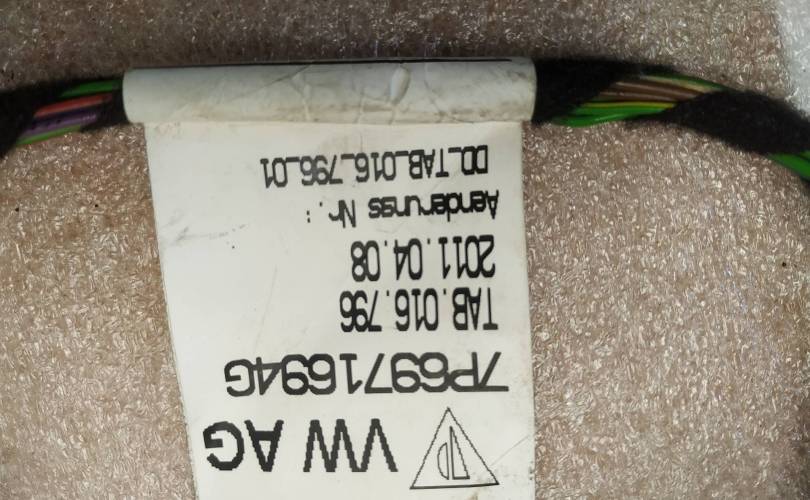 VW AG
7P6971694G
TAB.016.796
2011.04.08
Aenderungs Nr.:
DD_TAB_016_796_01